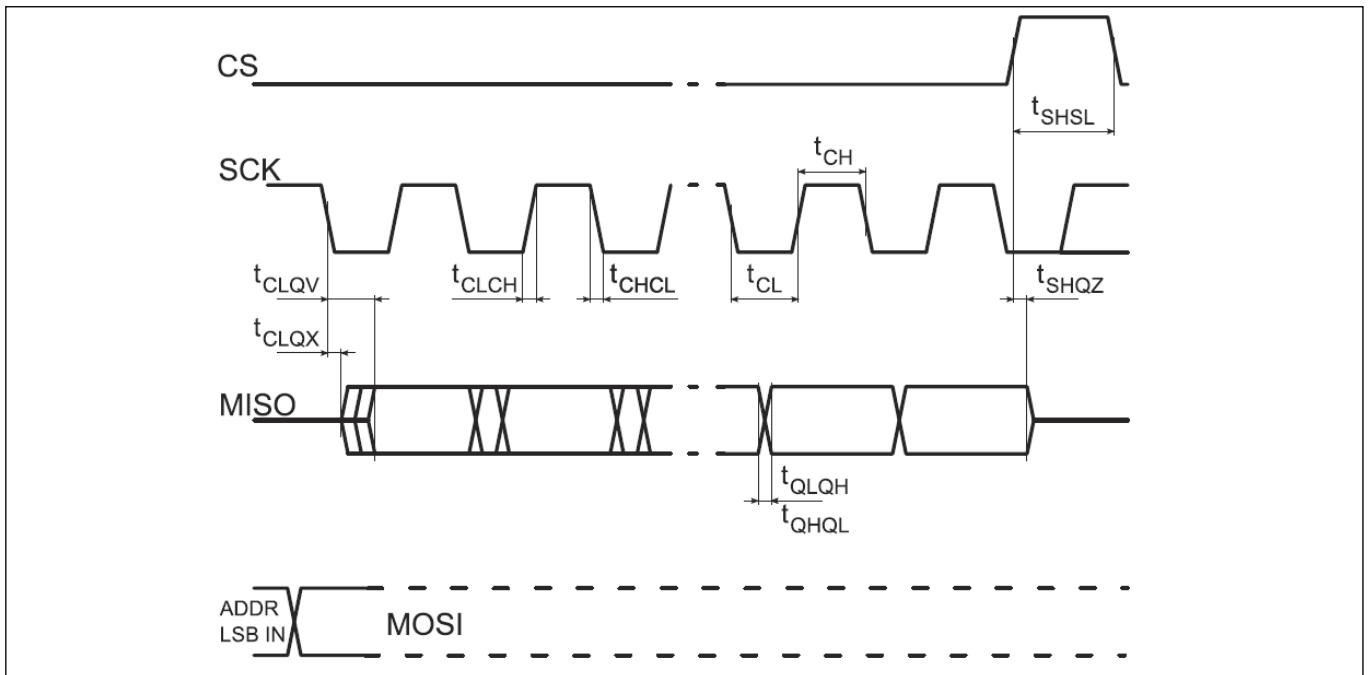 CS
tSHSL
tCH
SCK
tCLQV
tCLCH
tCHCL
tCL
tSHQZ
tCLQX
MISO
tQLQH
tQHQL
ADDR
LSB IN
MOSI